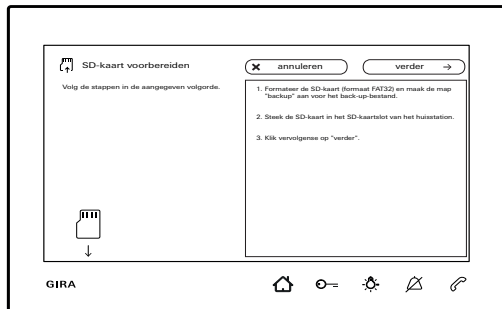 SD-kaart voorbereiden
annuleren
verder
Volg de stappen in de aangegeven volgorde.
1. Formateer de SD-kaart (formaat FAT32) en maak de map
"backup" aan voor het back-up-bestand.
2. Steek de SD-kaart in het SD-kaartslot van het huisstation.
3. Klik vervolgense op "verder".
GIRA